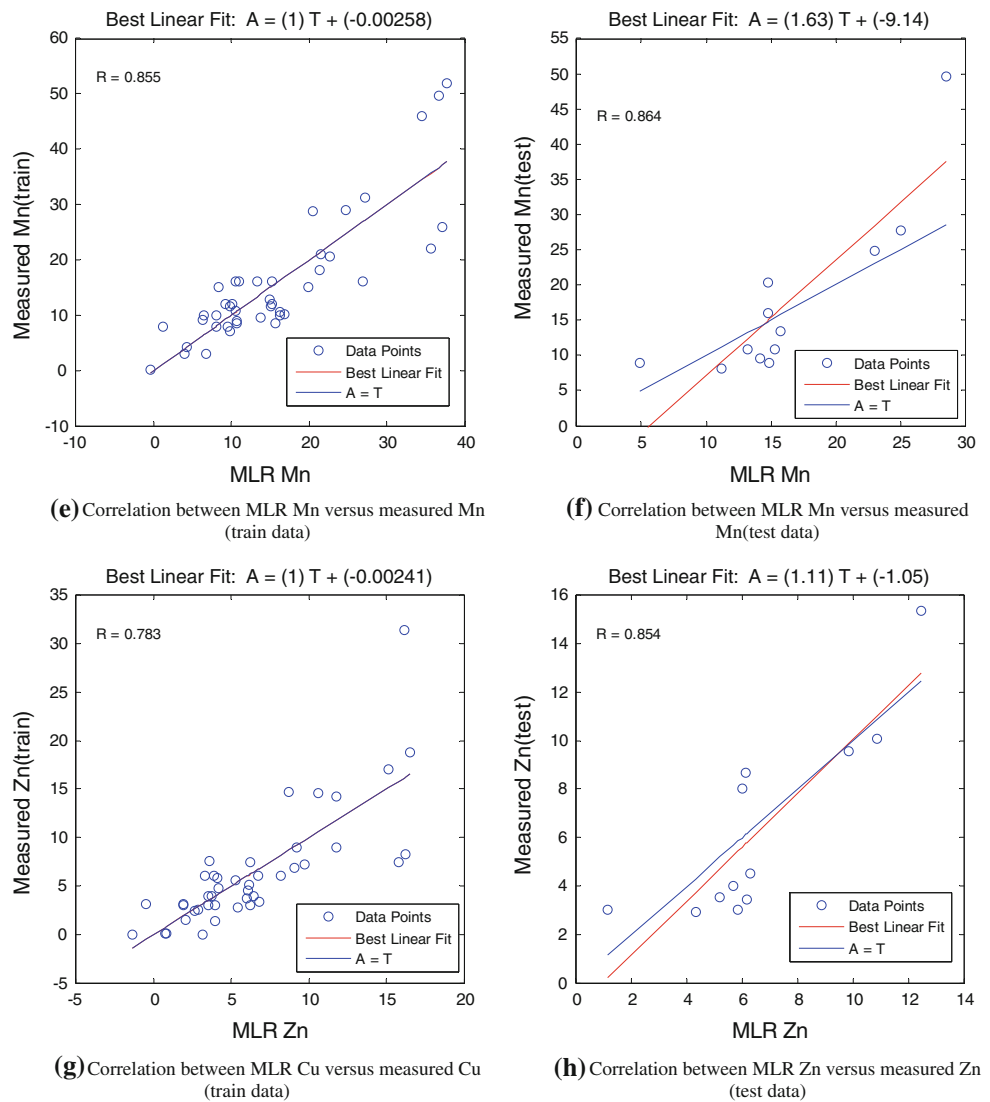 Best Linear Fit: A = (1) T + (-0.00258)
60
50
40
30
20
10
0
-10
R = 0.855
Measured Mn(train)
Data Points
Best Linear Fit
A = T
-10 0 10 20 30 40
MLR Mn
(e) Correlation between MLR Mn versus measured Mn
(train data)
Best Linear Fit: A = (1.63) T + (-9.14)
55
50
45
40
35
30
25
20
15
10
5
0
R = 0.864
Measured Mn(test)
Data Points
Best Linear Fit
A = T
0 5 10 15 20 25 30
MLR Mn
(f) Correlation between MLR Mn versus measured
Mn(test data)
Best Linear Fit: A = (1) T + (-0.00241)
35
30
25
20
15
10
5
0
-5
R = 0.783
Measured Zn(train)
Data Points
Best Linear Fit
A = T
-5 0 5 10 15 20
MLR Zn
(g) Correlation between MLR Cu versus measured Cu
(train data)
Best Linear Fit: A = (1.11) T + (-1.05)
16
14
12
10
8
6
4
2
0
R = 0.854
Measured Zn(test)
Data Points
Best Linear Fit
A = T
0 2 4 6 8 10 12 14
MLR Zn
(h) Correlation between MLR Zn versus measured Zn
(test data)